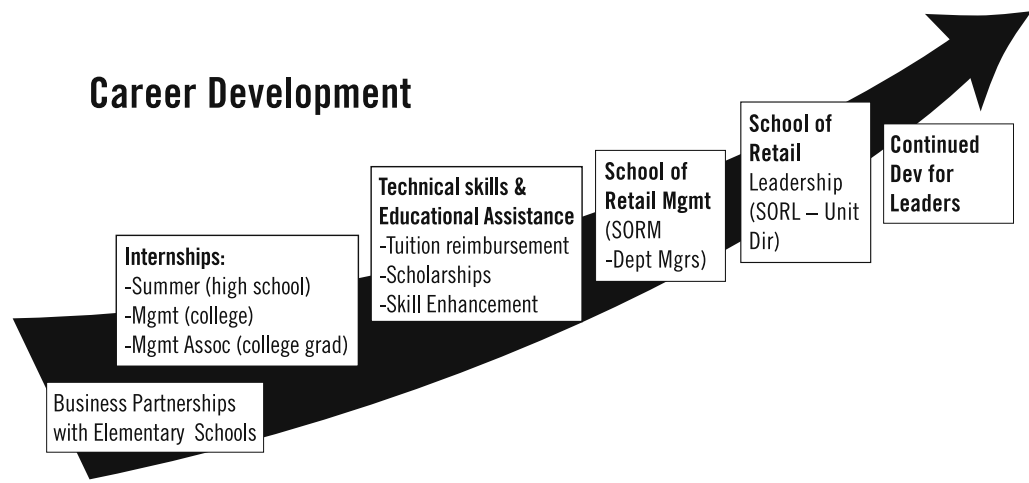 Career Development
Business Partnerships
with Elementary Schools
Internships:
-Summer (high school)
-Mgmt (college)
-Mgmt Assoc (college grad)
Technical skills &
Educational Assistance
-Tuition reimbursement
-Scholarships
-Skill Enhancement
School of
Retail Mgmt
(SORM
-Dept Mgrs)
School of
Retail
Leadership
(SORL – Unit
Dir)
Continued
Dev for
Leaders